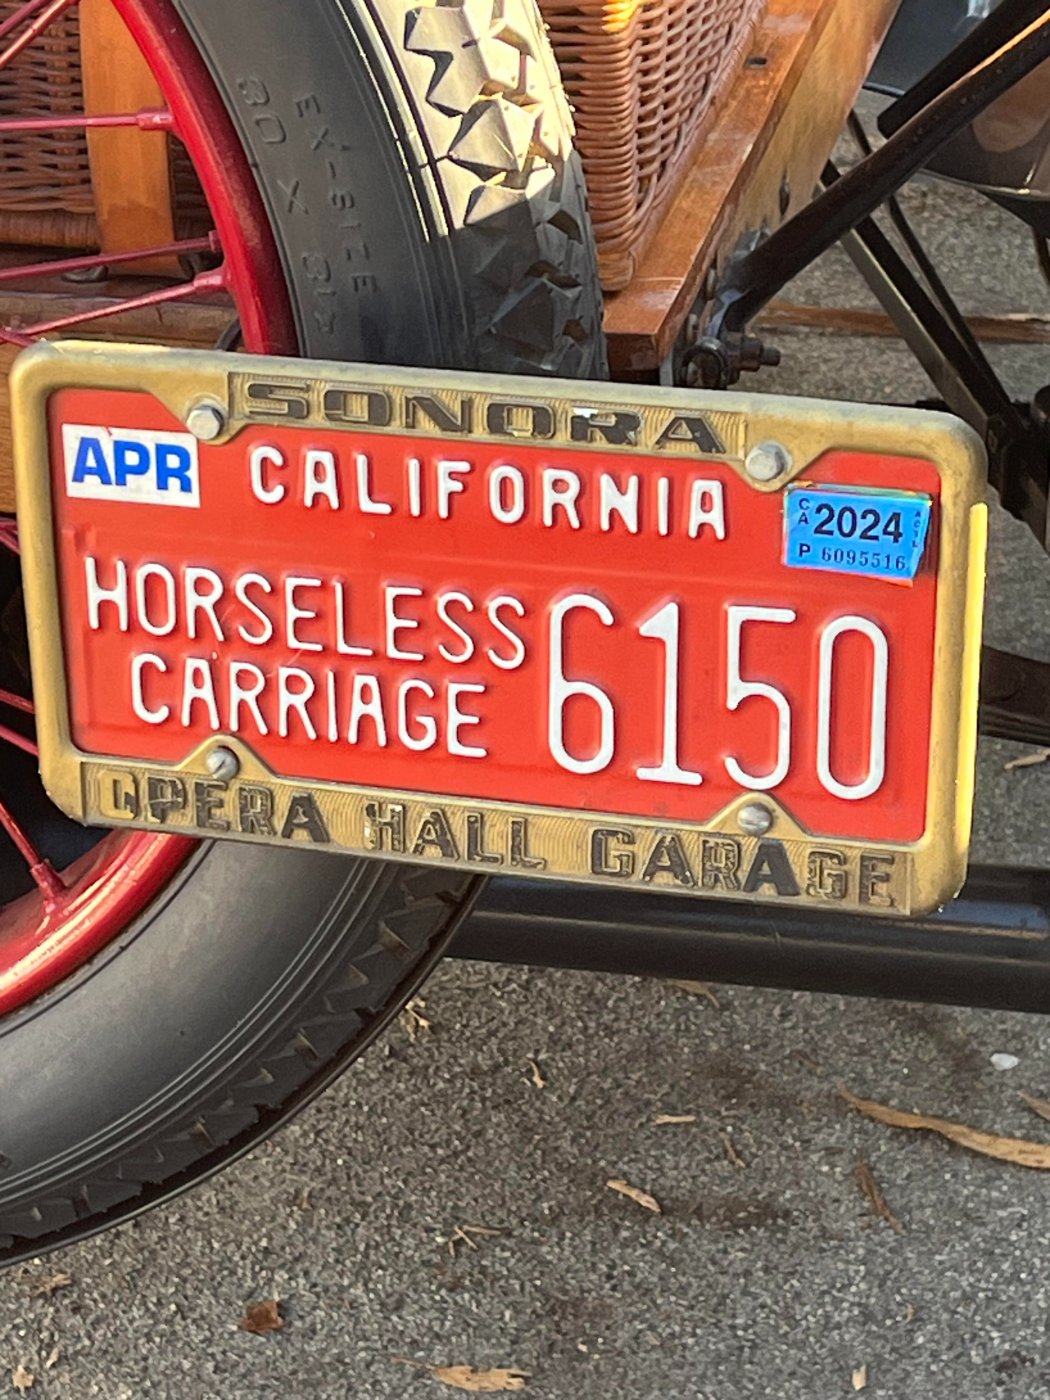 EX-SIZE
30 X 3½
SONORA
APR
CALIFORNIA
CA 2024
P 6095516
HORSELESS
CARRIAGE
6150
OPERA HALL GARAGE